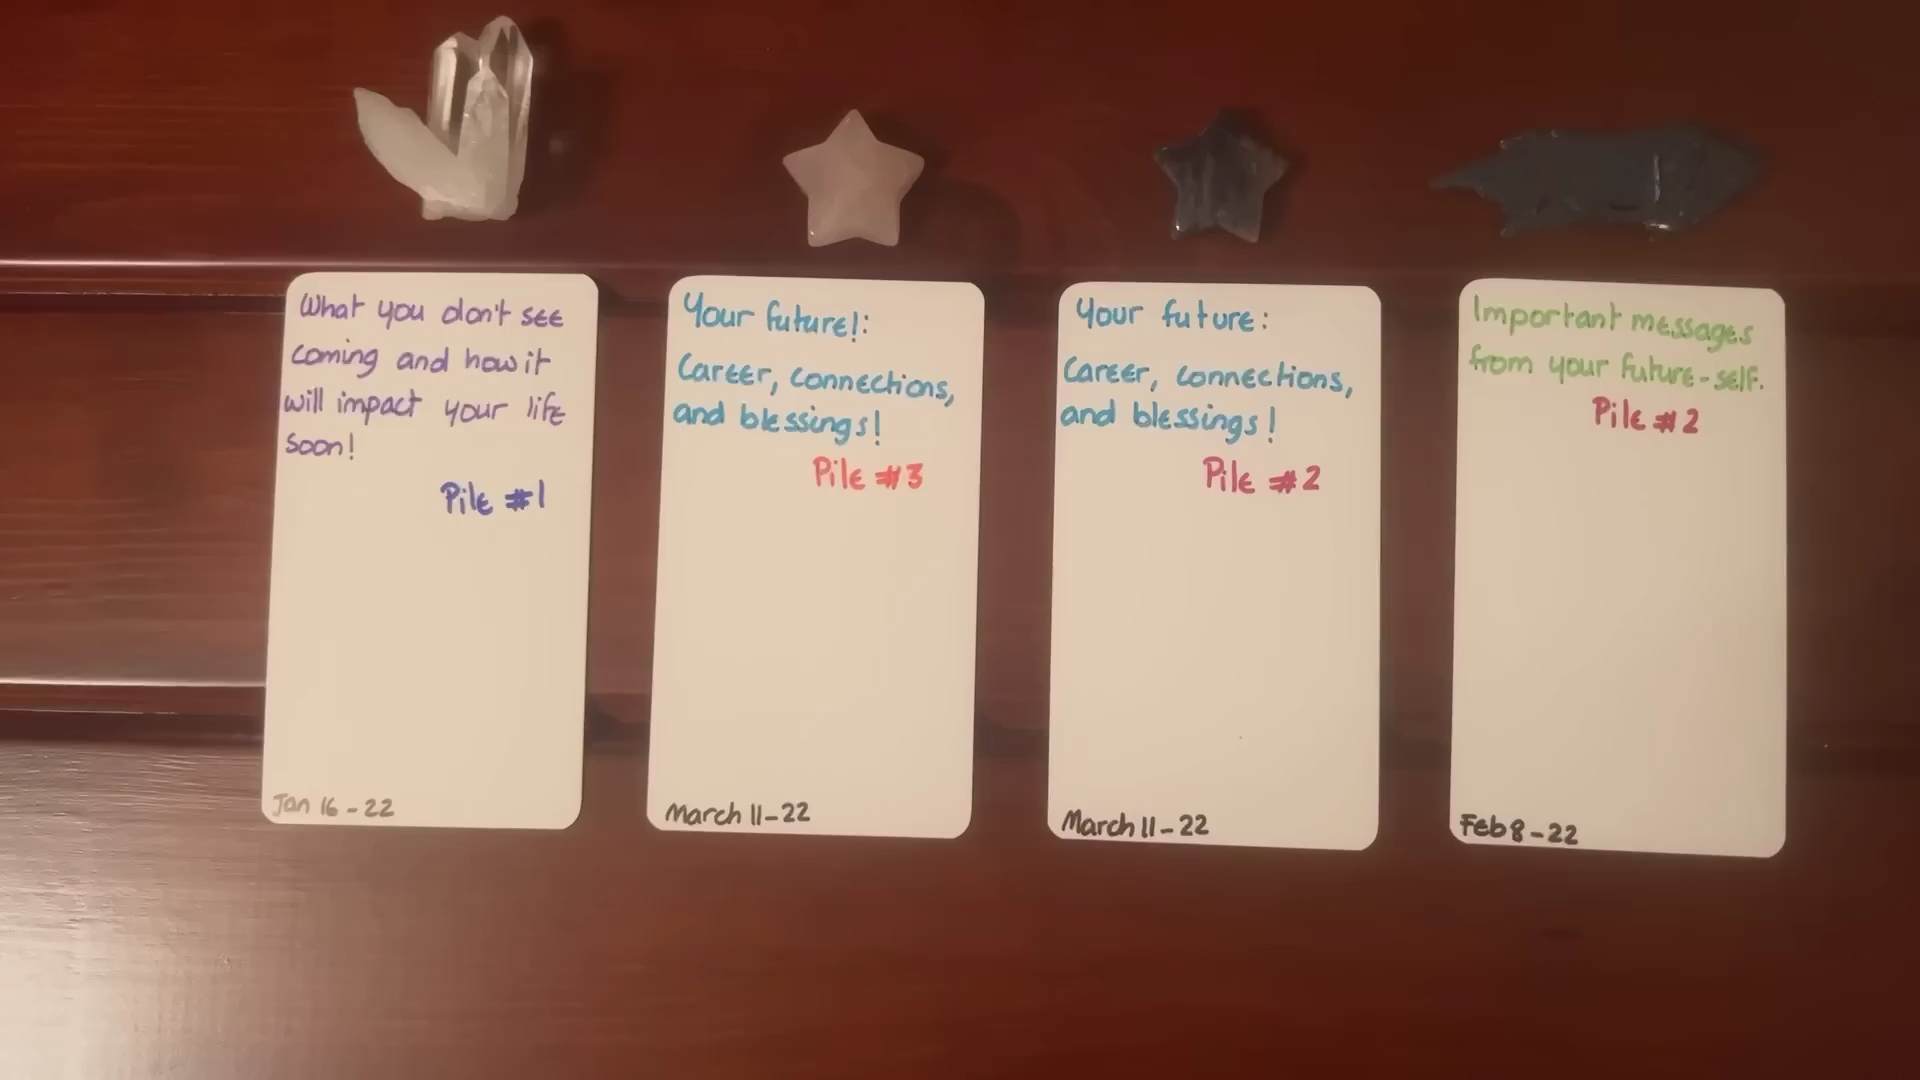 What you don't see
coming and how it
will impact your life
soon!
Pile #1
Jan 16-22
Your future!:
Career, connections,
and blessings!
Pile #3
March 11-22
Your future:
Career, connections,
and blessings!
Pile #2
March 11-22
Important messages
from your future-self.
Pile #2
Feb 8-22